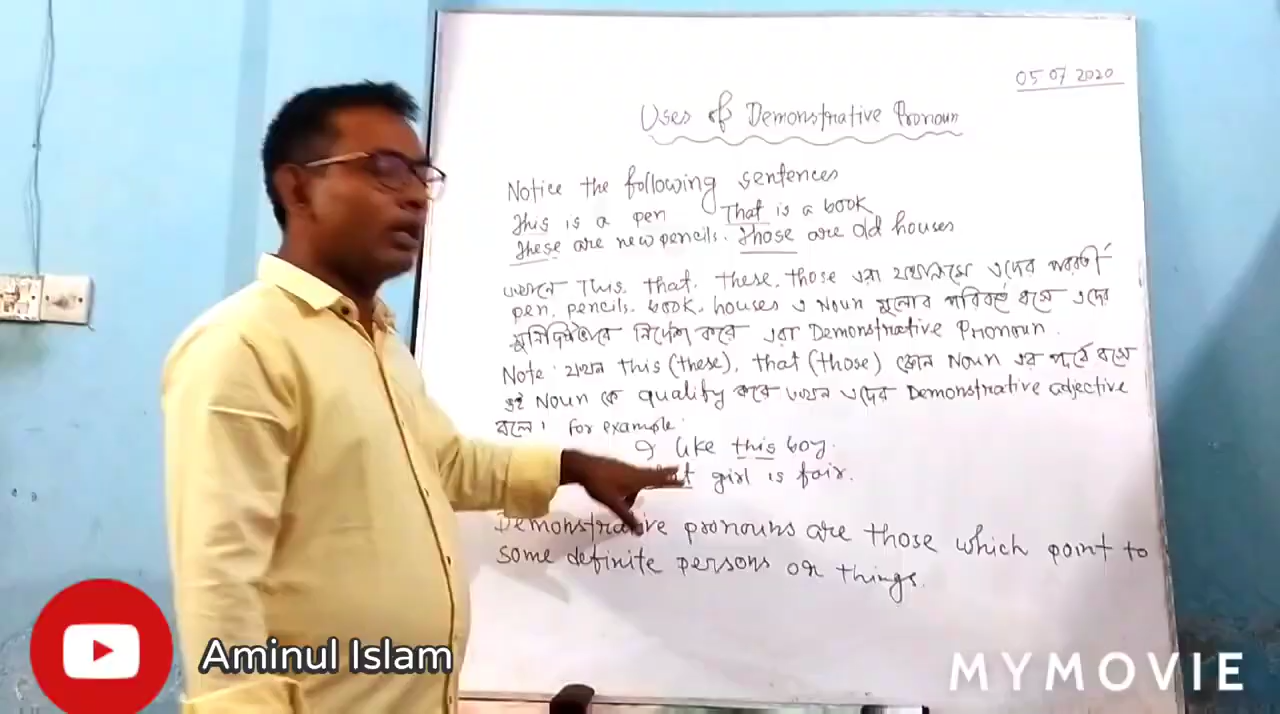 05 07 2020
Uses of Demonstrative Pronoun
Notice the following sentences
This is a pen That is a book
These are new pencils. Those are old houses
এখানে This, that, these, those এরা যথাক্রমে এদের পরবর্তী
pen, pencils, book, houses এ Noun গুলোর পরিবর্তে বসে এদের
সুনির্দিষ্টভাবে নির্দেশ করে এরা Demonstrative Pronoun.
Note: যখন this (these), that (those) কোন Noun এর পূর্বে বসে
ঐ Noun কে qualify করে তখন এদের Demonstrative adjective
বলে। For example:
I like this boy.
girl is fair.
Demonstrative pronouns are those which point to
some definite persons or things.
Aminul Islam
MYMOVIE